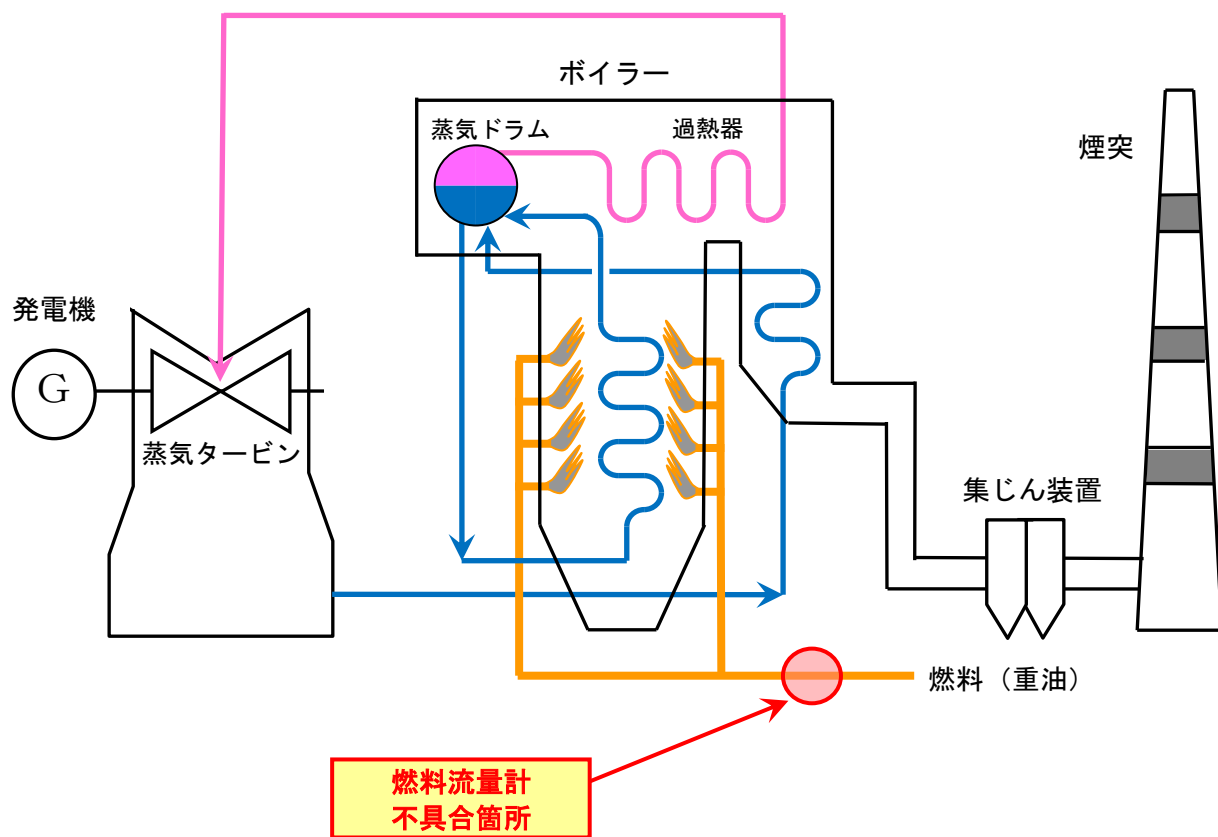 ボイラー
蒸気ドラム
過熱器
煙突
発電機
G
蒸気タービン
集じん装置
燃料（重油）
燃料流量計
不具合箇所